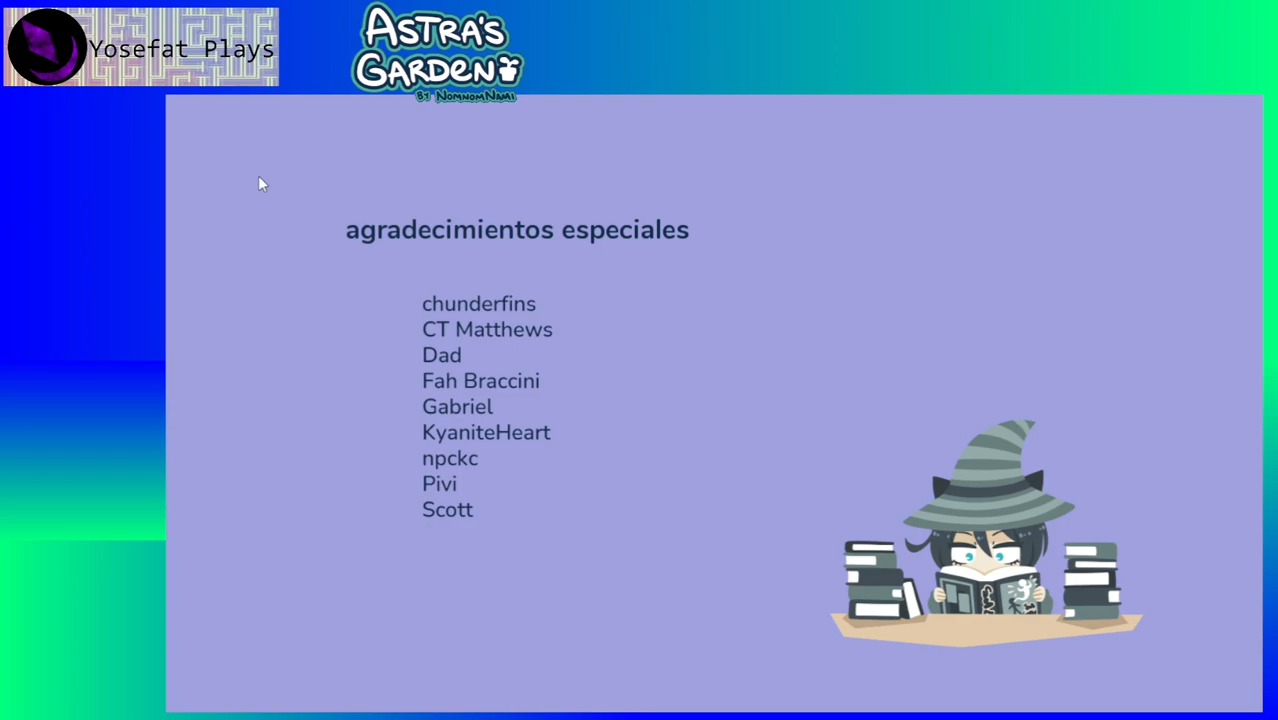 Yosefat Plays
ASTRA'S
GARDEN
BY NOMNOMNAMI
agradecimientos especiales
chunderfins
CT Matthews
Dad
Fah Braccini
Gabriel
KyaniteHeart
npckc
Pivi
Scott